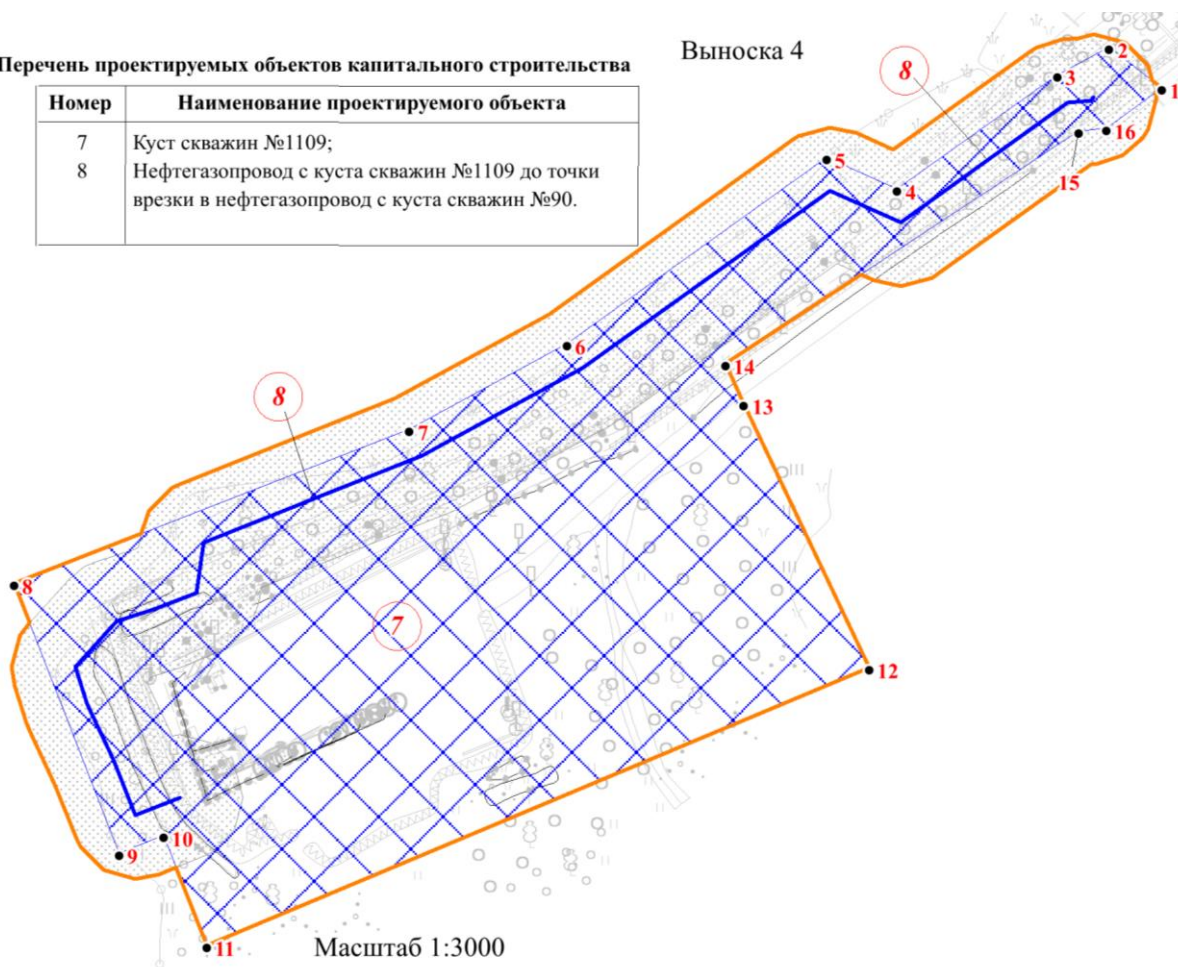 Выноска 4
Перечень проектируемых объектов капитального строительства
Номер Наименование проектируемого объекта
7 Куст скважин №1109;
8 Нефтегазопровод с куста скважин №1109 до точки
врезки в нефтегазопровод с куста скважин №90.
8
2
3
1
16
15
5
4
6
14
13
8
7
8
7
12
10
9
11
Масштаб 1:3000